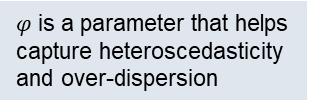 φ is a parameter that helps
capture heteroscedasticity
and over-dispersion